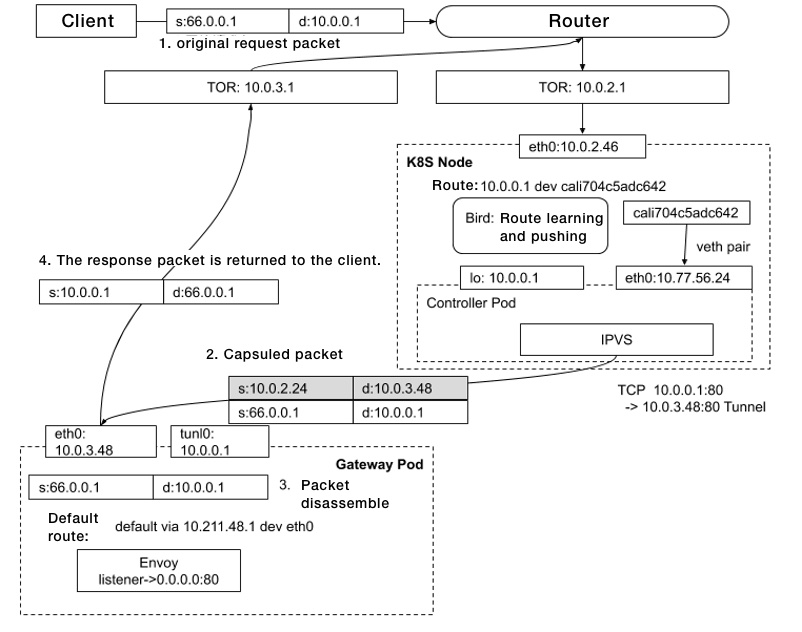 Client
s:66.0.0.1
d:10.0.0.1
Router
1. original request packet
TOR: 10.0.3.1
TOR: 10.0.2.1
eth0:10.0.2.46
K8S Node
Route: 10.0.0.1 dev cali704c5adc642
Bird: Route learning
and pushing
cali704c5adc642
veth pair
4. The response packet is returned to the client.
s:10.0.0.1
d:66.0.0.1
lo: 10.0.0.1
eth0:10.77.56.24
Controller Pod
IPVS
2. Capsuled packet
s:10.0.2.24
d:10.0.3.48
s:66.0.0.1
d:10.0.0.1
TCP 10.0.0.1:80
-> 10.0.3.48:80 Tunnel
eth0:
10.0.3.48
tunl0:
10.0.0.1
Gateway Pod
s:66.0.0.1
d:10.0.0.1
3. Packet
disassemble
Default
route:
default via 10.211.48.1 dev eth0
Envoy
listener->0.0.0.0:80